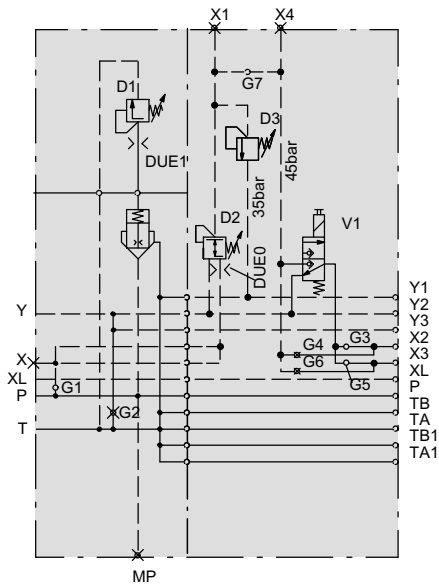 X1
X4
D1
G7
D3
DUE1
35bar
45bar
D2
DUE0
V1
Y1
Y2
Y
Y3
X2
G3
X3
X
G4
XL
G6
XL
G1
G5
P
P
G2
TB
T
TA
TB1
TA1
MP